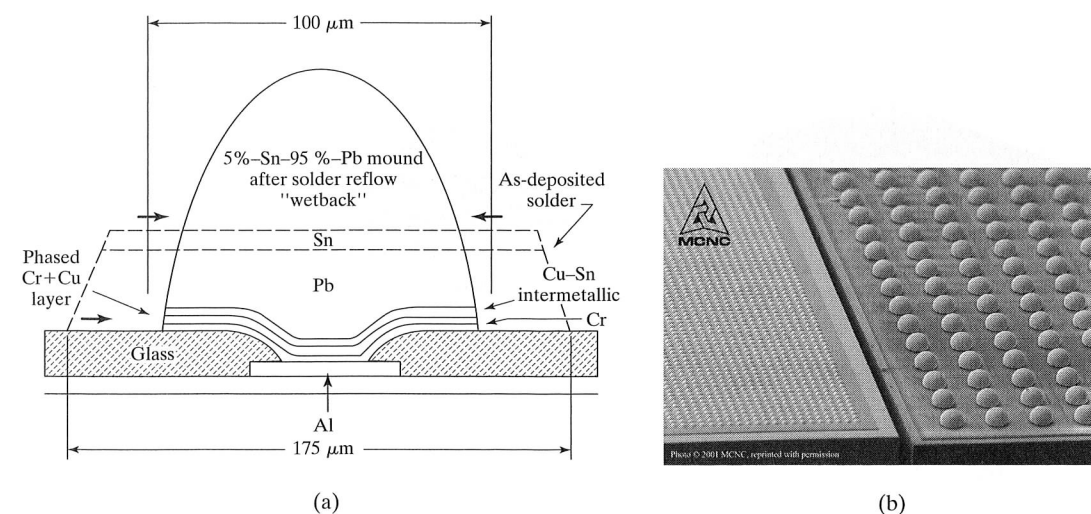 100 μm
5%–Sn–95 %–Pb mound
after solder reflow
"wetback"
As-deposited
solder
Sn
Phased
Cr+Cu
layer
Pb
Cu–Sn
intermetallic
Cr
Glass
Al
175 μm
(a)
MCNC
Photo © 2001 MCNC, reprinted with permission
(b)